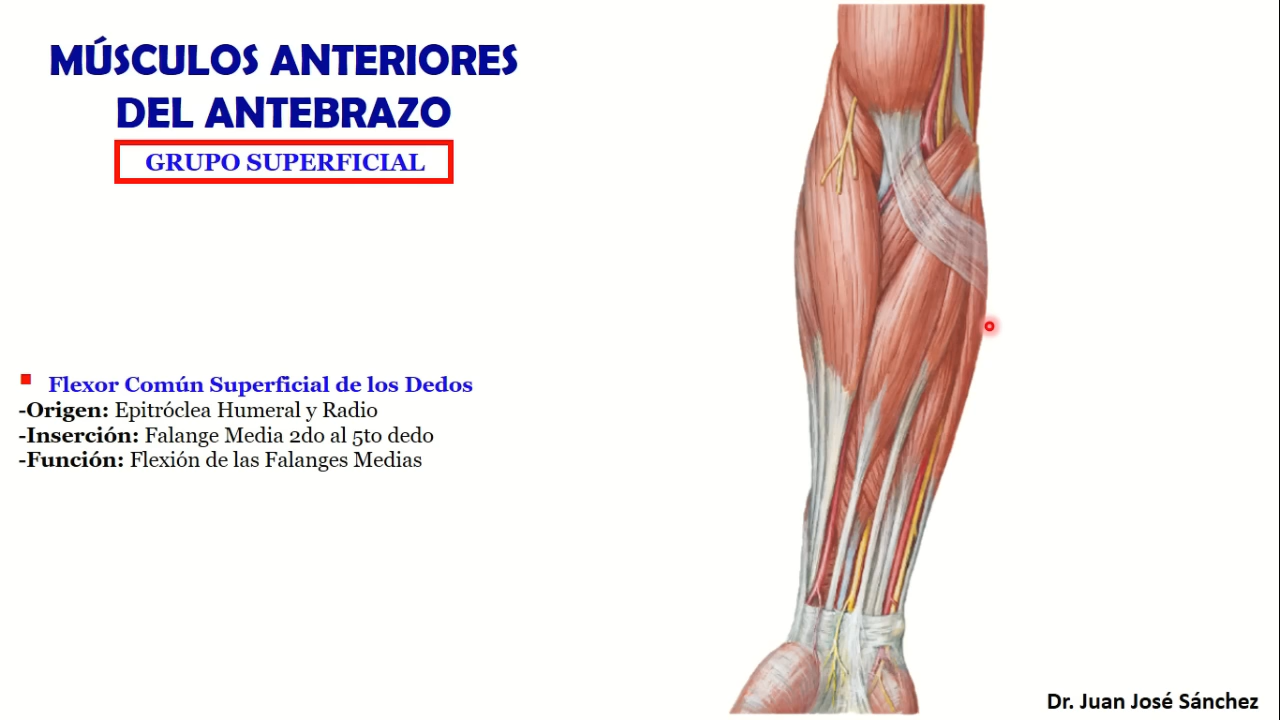 MÚSCULOS ANTERIORES
DEL ANTEBRAZO
GRUPO SUPERFICIAL
Flexor Común Superficial de los Dedos
-Origen: Epitróclea Humeral y Radio
-Inserción: Falange Media 2do al 5to dedo
-Función: Flexión de las Falanges Medias
Dr. Juan José Sánchez